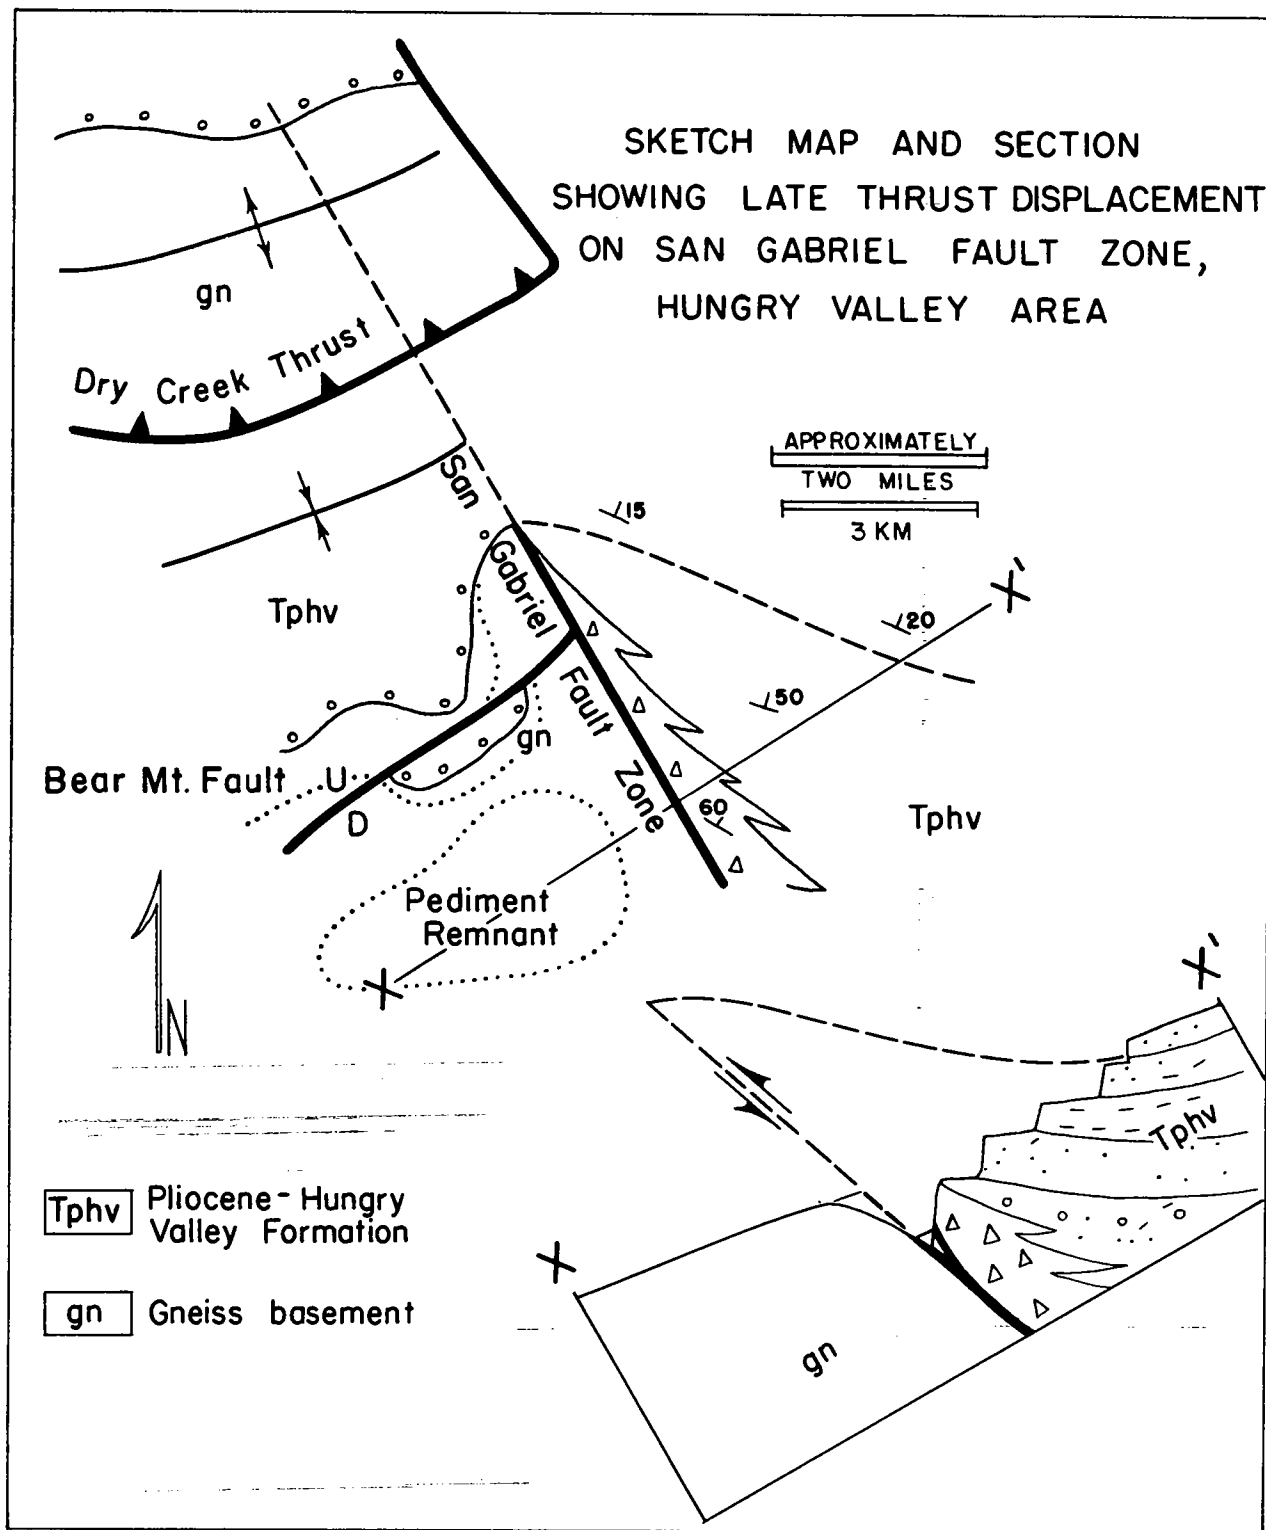 SKETCH MAP AND SECTION
SHOWING LATE THRUST DISPLACEMENT
ON SAN GABRIEL FAULT ZONE,
HUNGRY VALLEY AREA
gn
Dry Creek Thrust
APPROXIMATELY
TWO MILES
3 KM
San Gabriel Fault Zone
15
X'
20
Tphv
50
gn
Bear Mt. Fault U
D
60
Tphv
Pediment
Remnant
X
N
X'
Tphv
Tphv Pliocene - Hungry
Valley Formation
X
gn Gneiss basement
gn